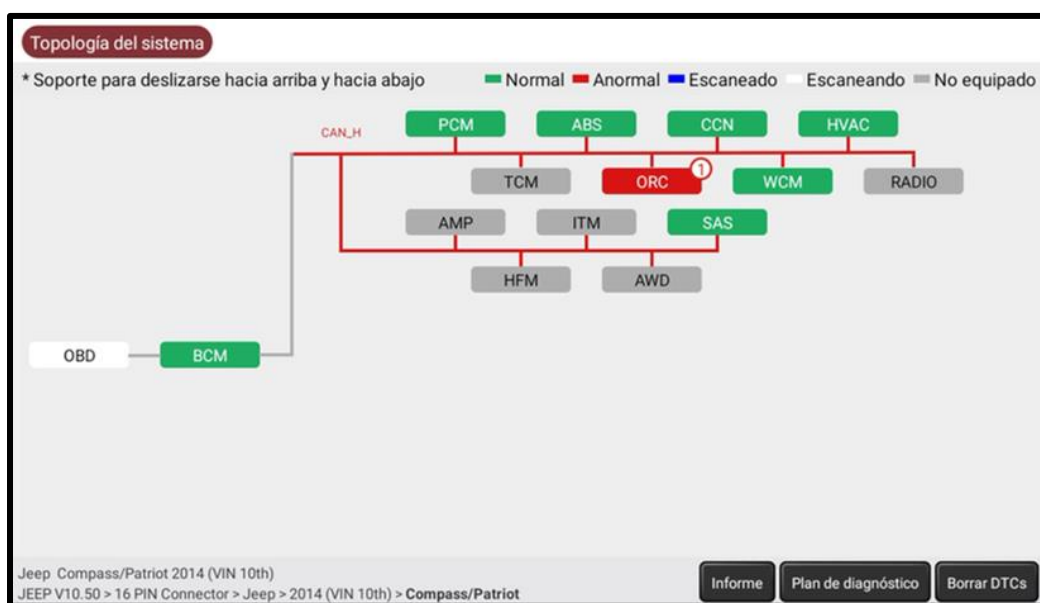 Topología del sistema
* Soporte para deslizarse hacia arriba y hacia abajo Normal Anormal Escaneado Escaneando No equipado
CAN_H
PCM ABS CCN HVAC
1
TCM ORC WCM RADIO
AMP ITM SAS
HFM AWD
OBD BCM
Jeep Compass/Patriot 2014 (VIN 10th)
JEEP V10.50 > 16 PIN Connector > Jeep > 2014 (VIN 10th) > Compass/Patriot
Informe Plan de diagnóstico Borrar DTCs